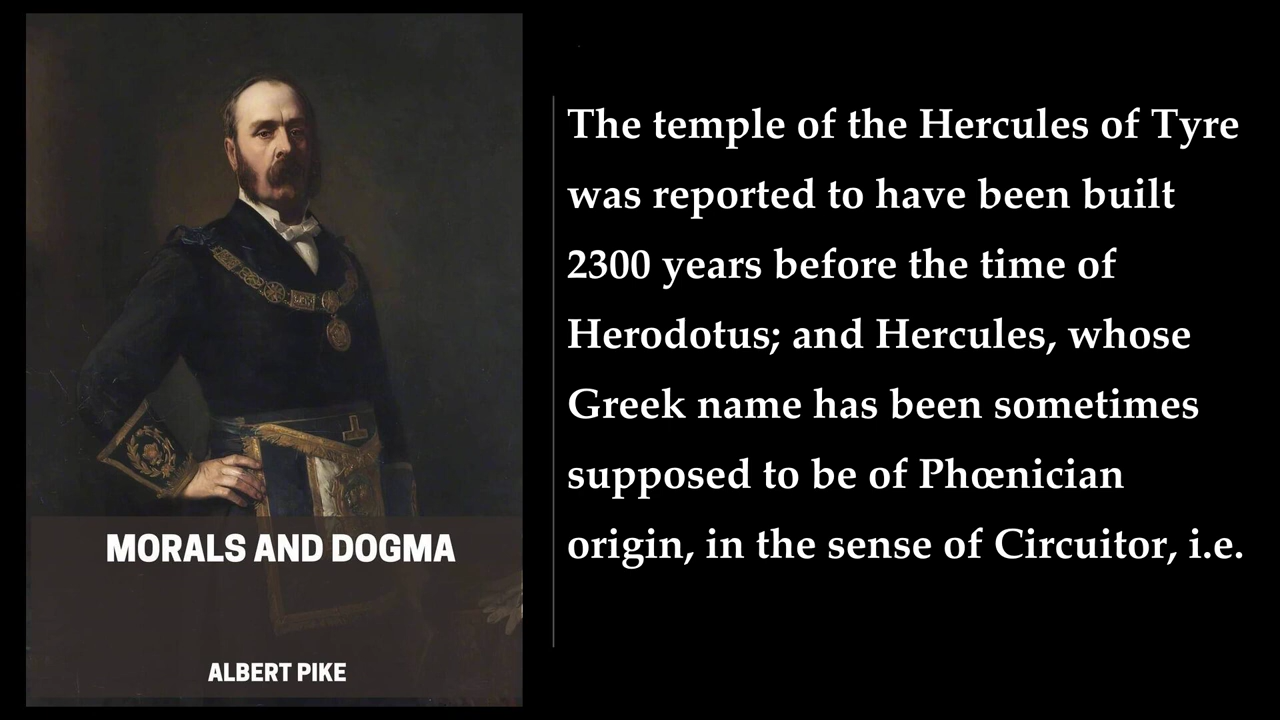 MORALS AND DOGMA
ALBERT PIKE
The temple of the Hercules of Tyre
was reported to have been built
2300 years before the time of
Herodotus; and Hercules, whose
Greek name has been sometimes
supposed to be of Phœnician
origin, in the sense of Circuitor, i.e.